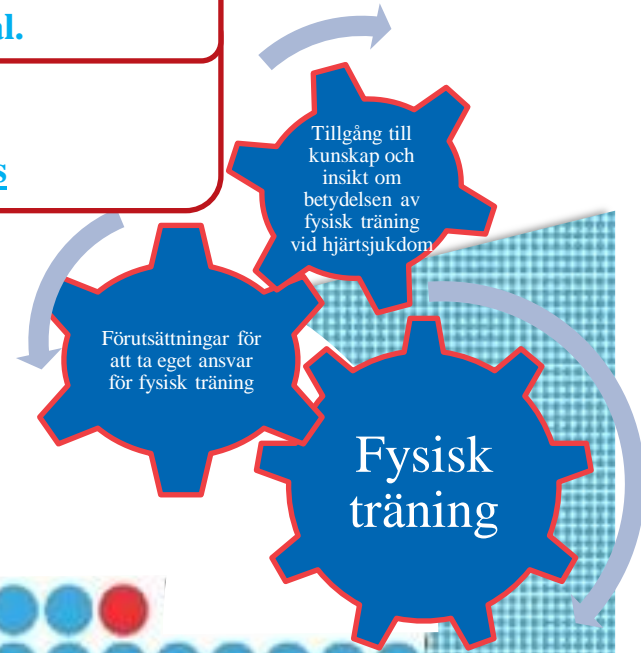 al.
s
Tillgång till
kunskap och
insikt om
betydelsen av
fysisk träning
vid hjärtsjukdom
Förutsättningar för
att ta eget ansvar
för fysisk träning
Fysisk
träning